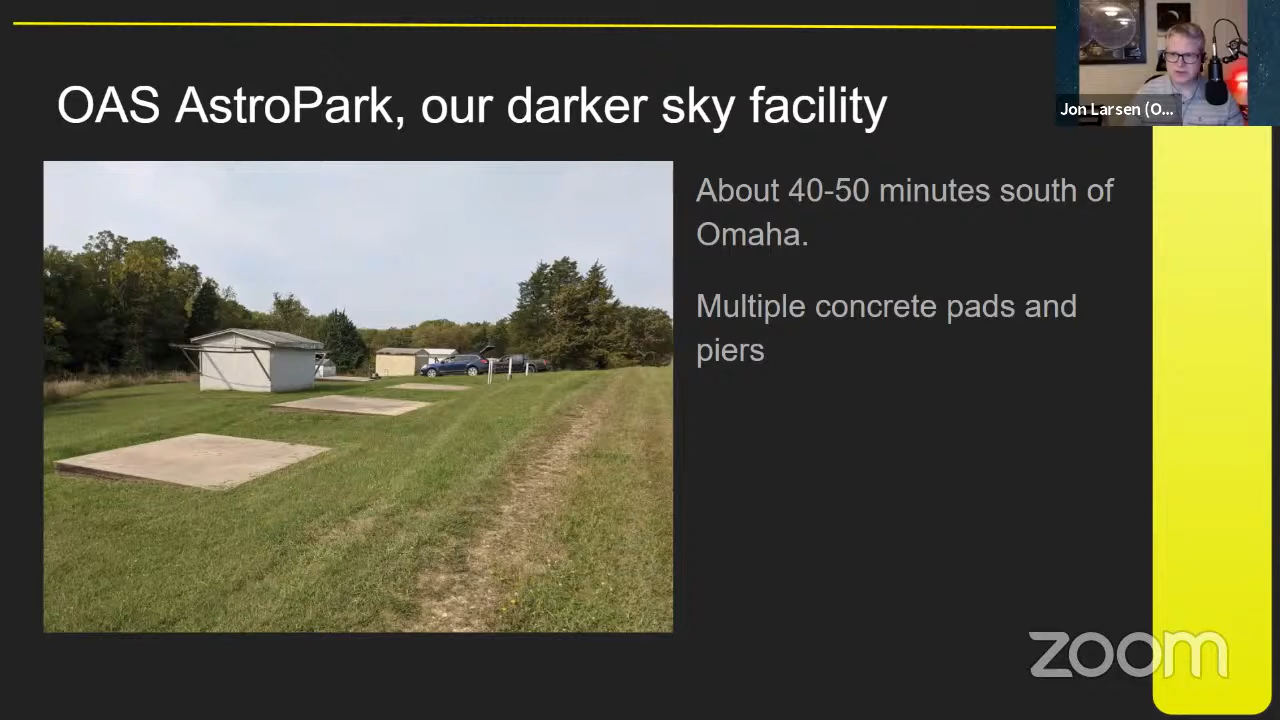 OAS AstroPark, our darker sky facility
Jon Larsen (O...
About 40-50 minutes south of
Omaha.
Multiple concrete pads and
piers
zoom